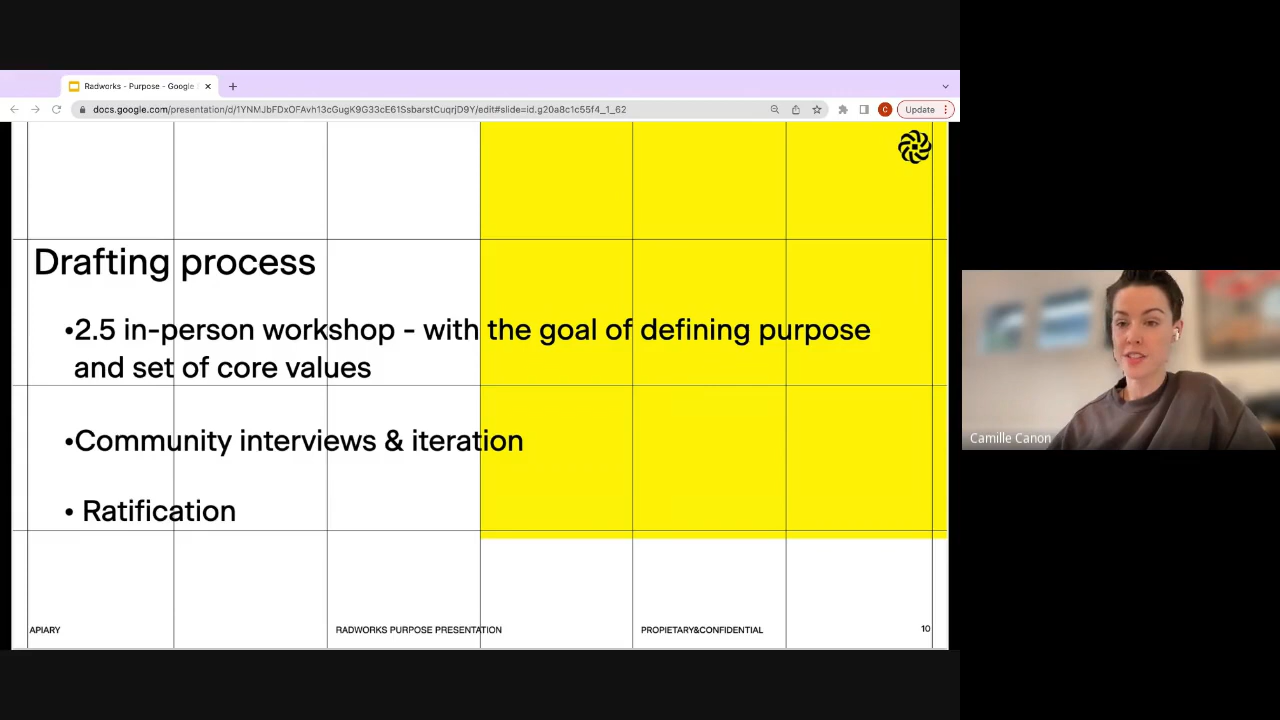 Radworks - Purpose - Google
docs.google.com/presentation/d/1YNMJbFDxOFAvh13cGugK9G33cE61SsbarstCuqrjD9Y/edit#slide=id.g20a8c1c55f4_1_62
C
Update
Drafting process
•2.5 in-person workshop - with the goal of defining purpose
and set of core values
•Community interviews & iteration
• Ratification
Camille Canon
APIARY
RADWORKS PURPOSE PRESENTATION
PROPIETARY&CONFIDENTIAL
10